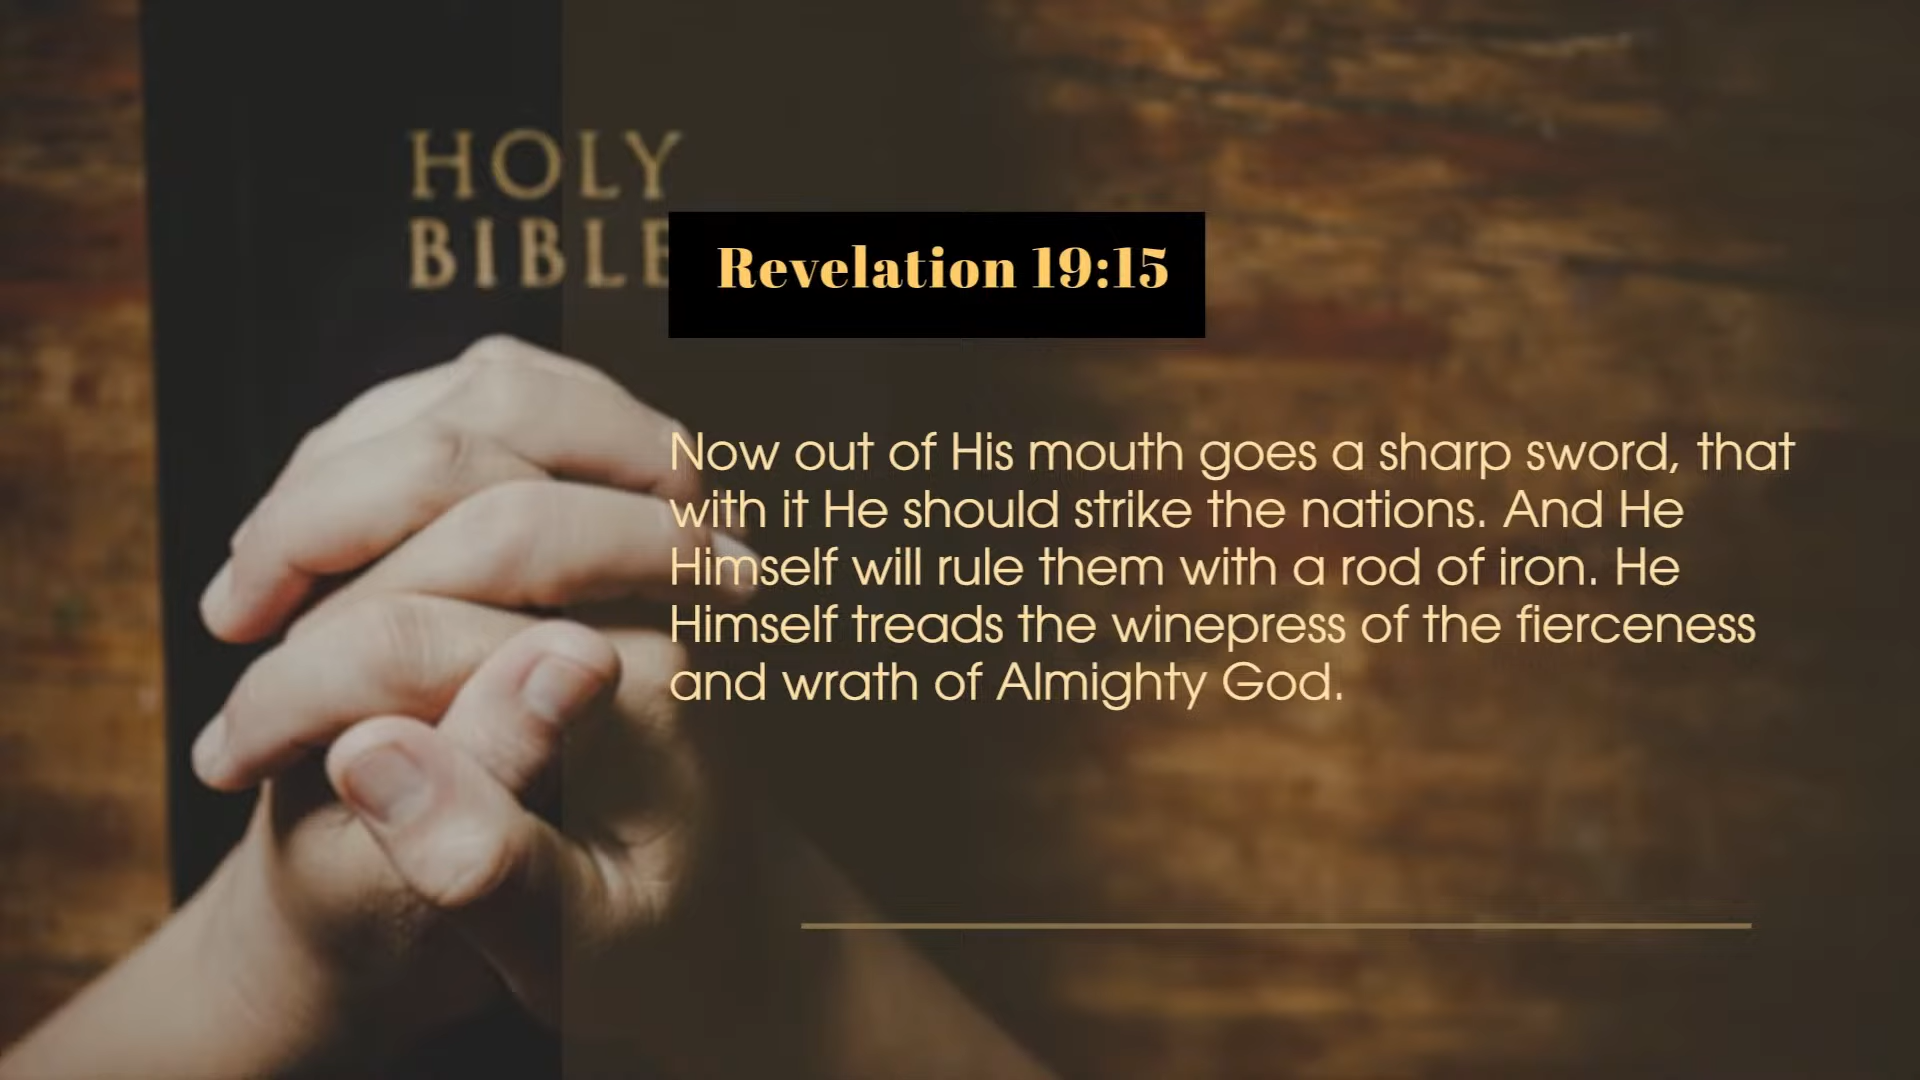 HOLY
BIBLE
Revelation 19:15
Now out of His mouth goes a sharp sword, that
with it He should strike the nations. And He
Himself will rule them with a rod of iron. He
Himself treads the winepress of the fierceness
and wrath of Almighty God.